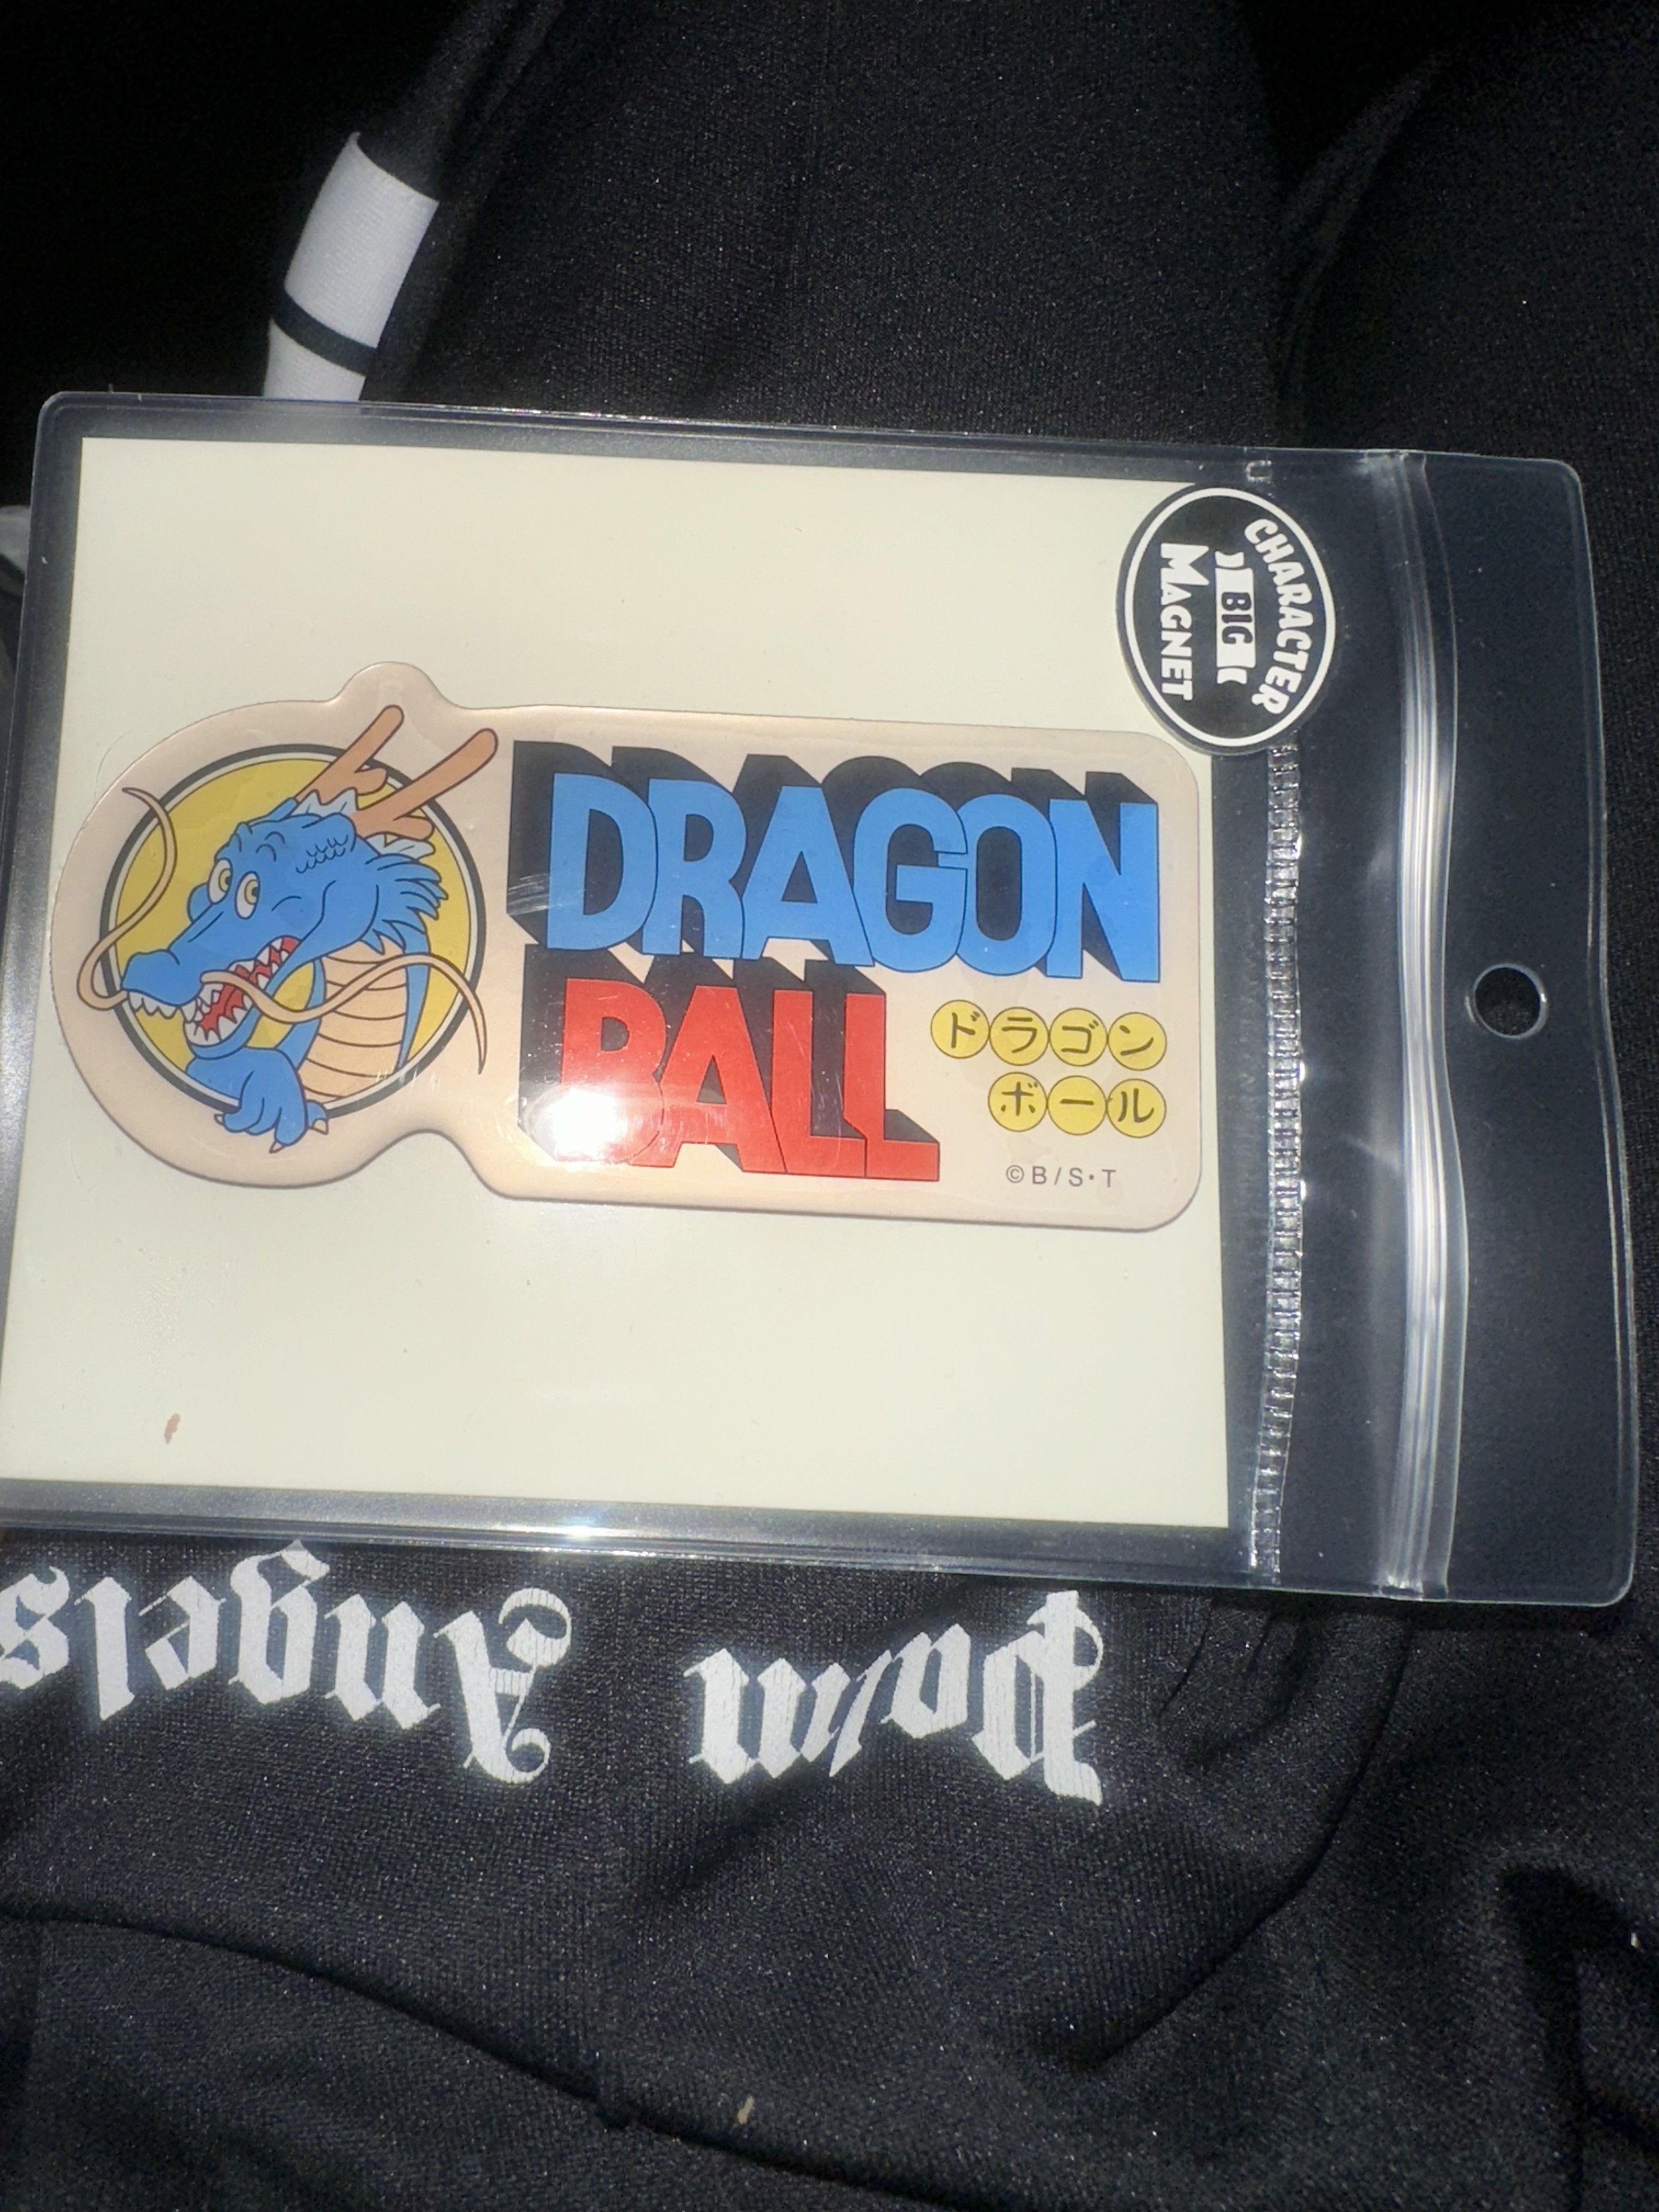 CHARACTER
BIG
MAGNET
DRAGON
BALL
ドラゴン
ボール
©B/S・T
Palm Angels